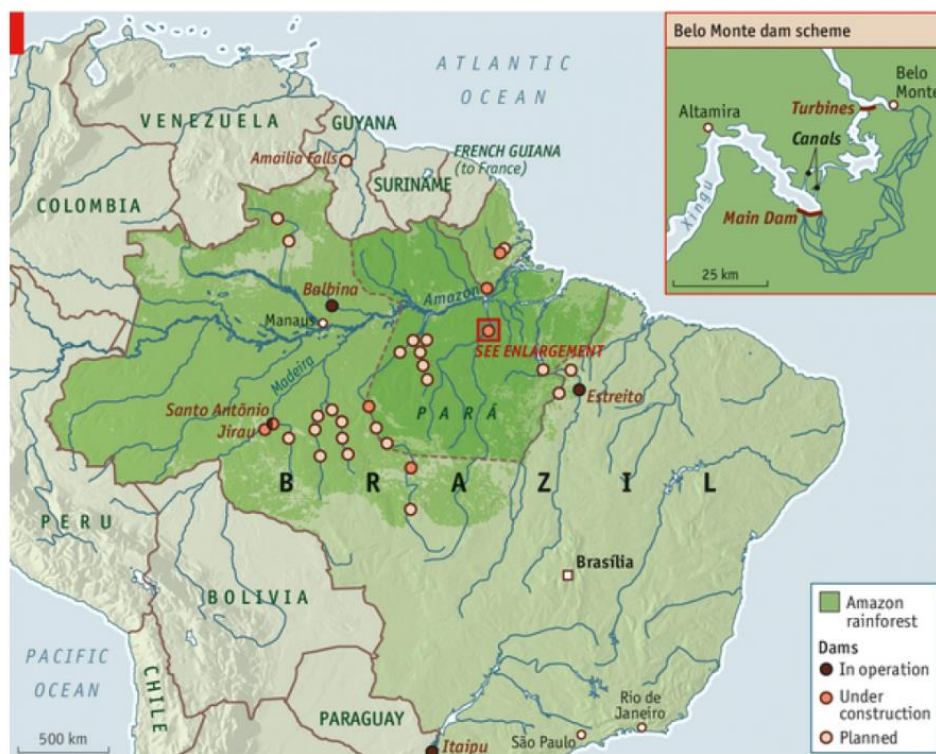 Belo Monte dam scheme
Belo
Monte
Turbines
Altamira
Canals
Xingu
Main Dam
25 km
ATLANTIC
OCEAN
VENEZUELA
GUYANA
Amailia Falls
FRENCH GUIANA
(to France)
SURINAME
COLOMBIA
Balbina
Amazon
Manaus
SEE ENLARGEMENT
Madeira
Estreito
PARÁ
Santo Antônio
Jirau
BRAZIL
PERU
Brasília
BOLIVIA
PACIFIC
OCEAN
CHILE
PARAGUAY
Rio de
Janeiro
São Paulo
Itaipu
500 km
Amazon
rainforest
Dams
In operation
Under
construction
Planned